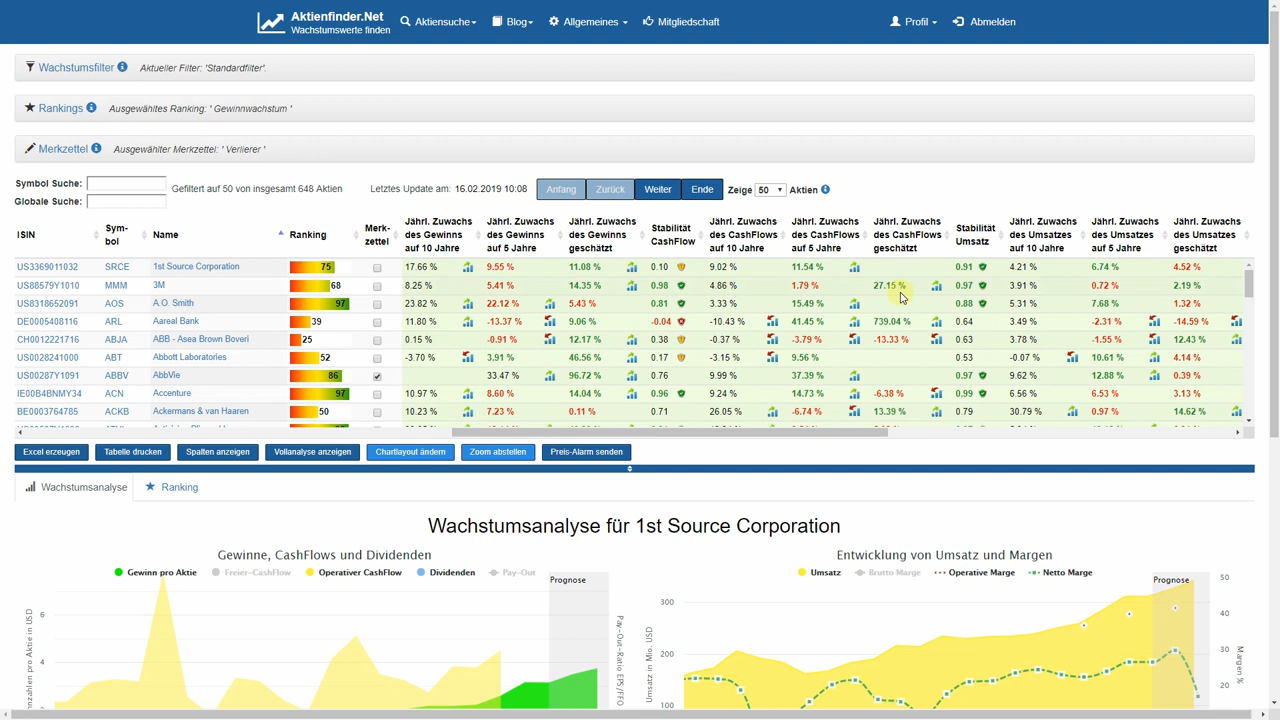 Aktienfinder.Net
Wachstumswerte finden
Aktiensuche Blog Allgemeines Mitgliedschaft Profil Abmelden
Wachstumsfilter Aktueller Filter: 'Standardfilter'.
Rankings Ausgewähltes Ranking: ' Gewinnwachstum '
Merkzettel Ausgewählter Merkzettel: ' Verlierer '
Symbol Suche:
Globale Suche:
Gefiltert auf 50 von insgesamt 648 Aktien Letztes Update am: 16.02.2019 10:08 Anfang Zurück Weiter Ende Zeige 50 Aktien
ISIN Sym-bol Name Ranking Merk-zettel Jährl. Zuwachs des Gewinns auf 10 Jahre Jährl. Zuwachs des Gewinns auf 5 Jahre Jährl. Zuwachs des Gewinns geschätzt Stabilität CashFlow Jährl. Zuwachs des CashFlows auf 10 Jahre Jährl. Zuwachs des CashFlows auf 5 Jahre Jährl. Zuwachs des CashFlows geschätzt Stabilität Umsatz Jährl. Zuwachs des Umsatzes auf 10 Jahre Jährl. Zuwachs des Umsatzes auf 5 Jahre Jährl. Zuwachs des Umsatzes geschätzt
US3369011032 SRCE 1st Source Corporation 75 17.66 % 9.55 % 11.08 % 0.10 9.02 % 11.54 % 0.91 4.21 % 6.74 % 4.52 %
US88579Y1010 MMM 3M 68 8.25 % 5.41 % 14.35 % 0.98 4.86 % 1.79 % 27.15 % 0.97 3.91 % 0.72 % 2.19 %
US8318652091 AOS A.O. Smith 97 23.82 % 22.12 % 5.43 % 0.81 3.33 % 15.49 % 0.88 5.31 % 7.68 % 1.32 %
DE0005408116 ARL Aareal Bank 39 11.80 % -13.37 % 9.06 % -0.04 -10.43 % 41.45 % 739.04 % 0.64 3.49 % -2.31 % -14.59 %
CH0012221716 ABJA ABB - Asea Brown Boveri 25 0.15 % -0.91 % 12.17 % 0.38 -0.37 % -3.79 % -13.33 % 0.63 3.78 % -1.55 % 12.43 %
US0028241000 ABT Abbott Laboratories 52 -3.70 % 3.91 % 46.56 % 0.17 -3.15 % 9.56 % 0.53 -0.07 % 10.61 % 4.14 %
US00287Y1091 ABBV AbbVie 86 33.47 % 96.72 % 0.76 9.99 % 37.39 % 0.97 9.62 % 12.88 % 0.39 %
IE00B4BNMY34 ACN Accenture 97 10.97 % 8.60 % 14.04 % 0.96 9.24 % 14.73 % -6.38 % 0.99 6.56 % 6.53 % 3.13 %
BE0003764785 ACKB Ackermans & van Haaren 50 10.23 % 7.23 % 0.11 % 0.71 26.05 % -6.74 % 13.39 % 0.79 30.79 % 0.97 % 14.62 %
Excel erzeugen Tabelle drucken Spalten anzeigen Vollanalyse anzeigen Chartlayout ändern Zoom abstellen Preis-Alarm senden
Wachstumsanalyse Ranking
Wachstumsanalyse für 1st Source Corporation
Gewinne, CashFlows und Dividenden
Gewinn pro Aktie Freier-CashFlow Operativer CashFlow Dividenden Pay-Out
Prognose
6
4
2
Pay-Out-Ratio EPS /FFO
Entwicklung von Umsatz und Margen
Umsatz Brutto Marge Operative Marge Netto Marge
Prognose
300
200
100
50
40
30
20
Umsatz in Mio. USD
Margen %